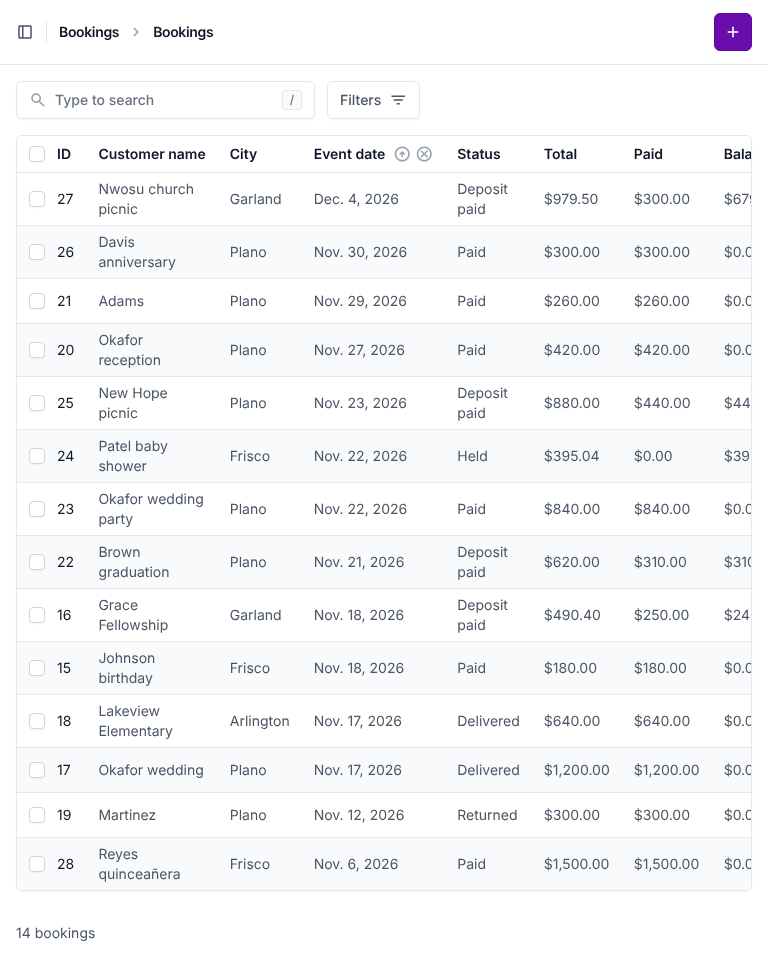 Bookings > Bookings
+
Type to search /
Filters
ID Customer name City Event date Status Total Paid
27 Nwosu church picnic Garland Dec. 4, 2026 Deposit paid $979.50 $300.00
26 Davis anniversary Plano Nov. 30, 2026 Paid $300.00 $300.00
21 Adams Plano Nov. 29, 2026 Paid $260.00 $260.00
20 Okafor reception Plano Nov. 27, 2026 Paid $420.00 $420.00
25 New Hope picnic Plano Nov. 23, 2026 Deposit paid $880.00 $440.00
24 Patel baby shower Frisco Nov. 22, 2026 Held $395.04 $0.00
23 Okafor wedding party Plano Nov. 22, 2026 Paid $840.00 $840.00
22 Brown graduation Plano Nov. 21, 2026 Deposit paid $620.00 $310.00
16 Grace Fellowship Garland Nov. 18, 2026 Deposit paid $490.40 $250.00
15 Johnson birthday Frisco Nov. 18, 2026 Paid $180.00 $180.00
18 Lakeview Elementary Arlington Nov. 17, 2026 Delivered $640.00 $640.00
17 Okafor wedding Plano Nov. 17, 2026 Delivered $1,200.00 $1,200.00
19 Martinez Plano Nov. 12, 2026 Returned $300.00 $300.00
28 Reyes quinceañera Frisco Nov. 6, 2026 Paid $1,500.00 $1,500.00
14 bookings